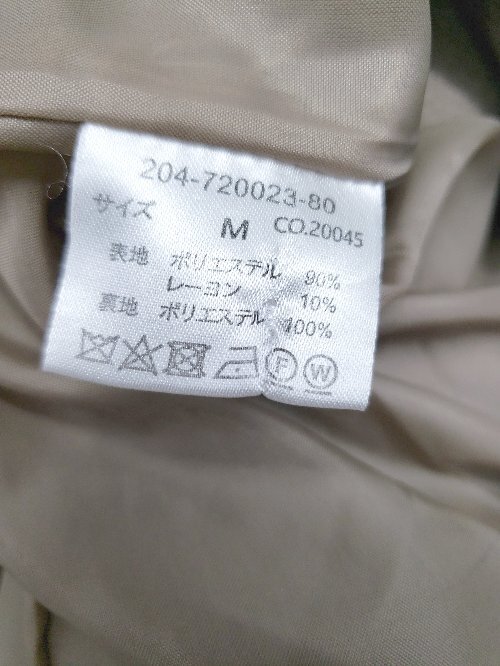 204-720023-80
サイズ M CO.20045
表地 ポリエステル 90%
レーヨン 10%
裏地 ポリエステル 100%
F W